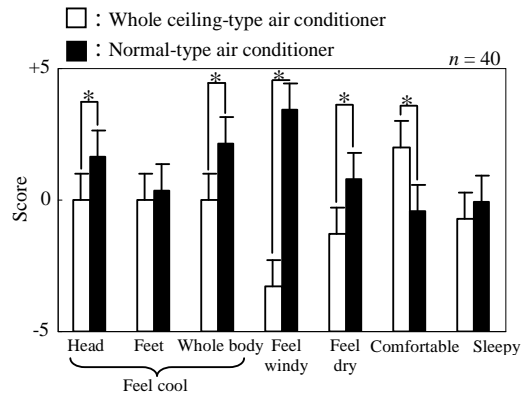 : Whole ceiling-type air conditioner
: Normal-type air conditioner
n = 40
+5
0
-5
Score
*
*
*
*
*
Head Feet Whole body Feel windy Feel dry Comfortable Sleepy
Feel cool